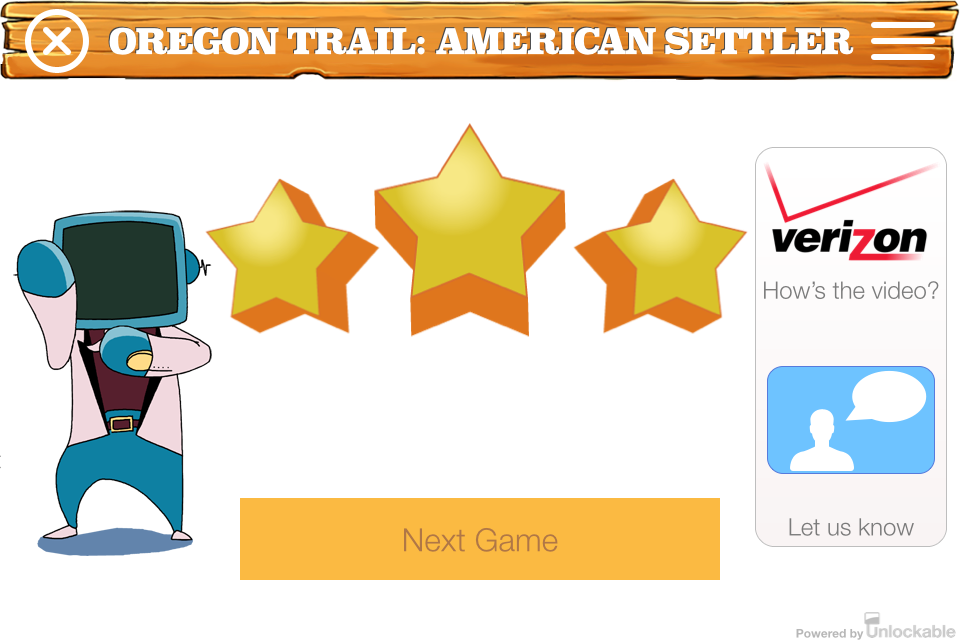 OREGON TRAIL: AMERICAN SETTLER
verizon
How's the video?
Let us know
Next Game
Powered by Unlockable